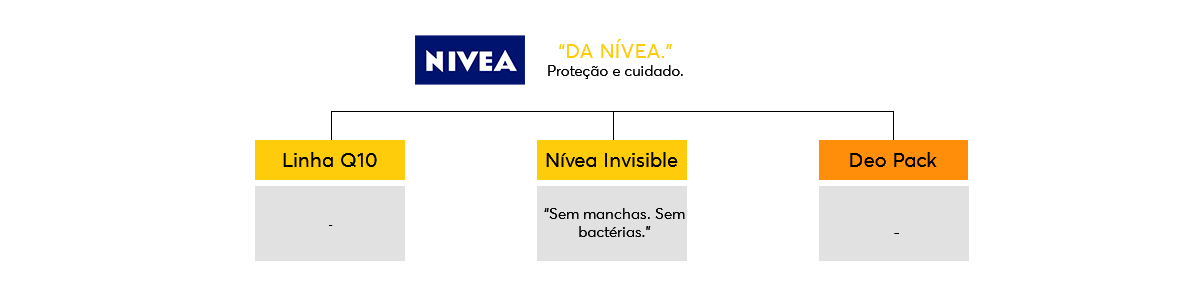 NIVEA
"DA NÍVEA."
Proteção e cuidado.
Linha Q10
Nívea Invisible
Deo Pack
-
"Sem manchas. Sem
bactérias."
-